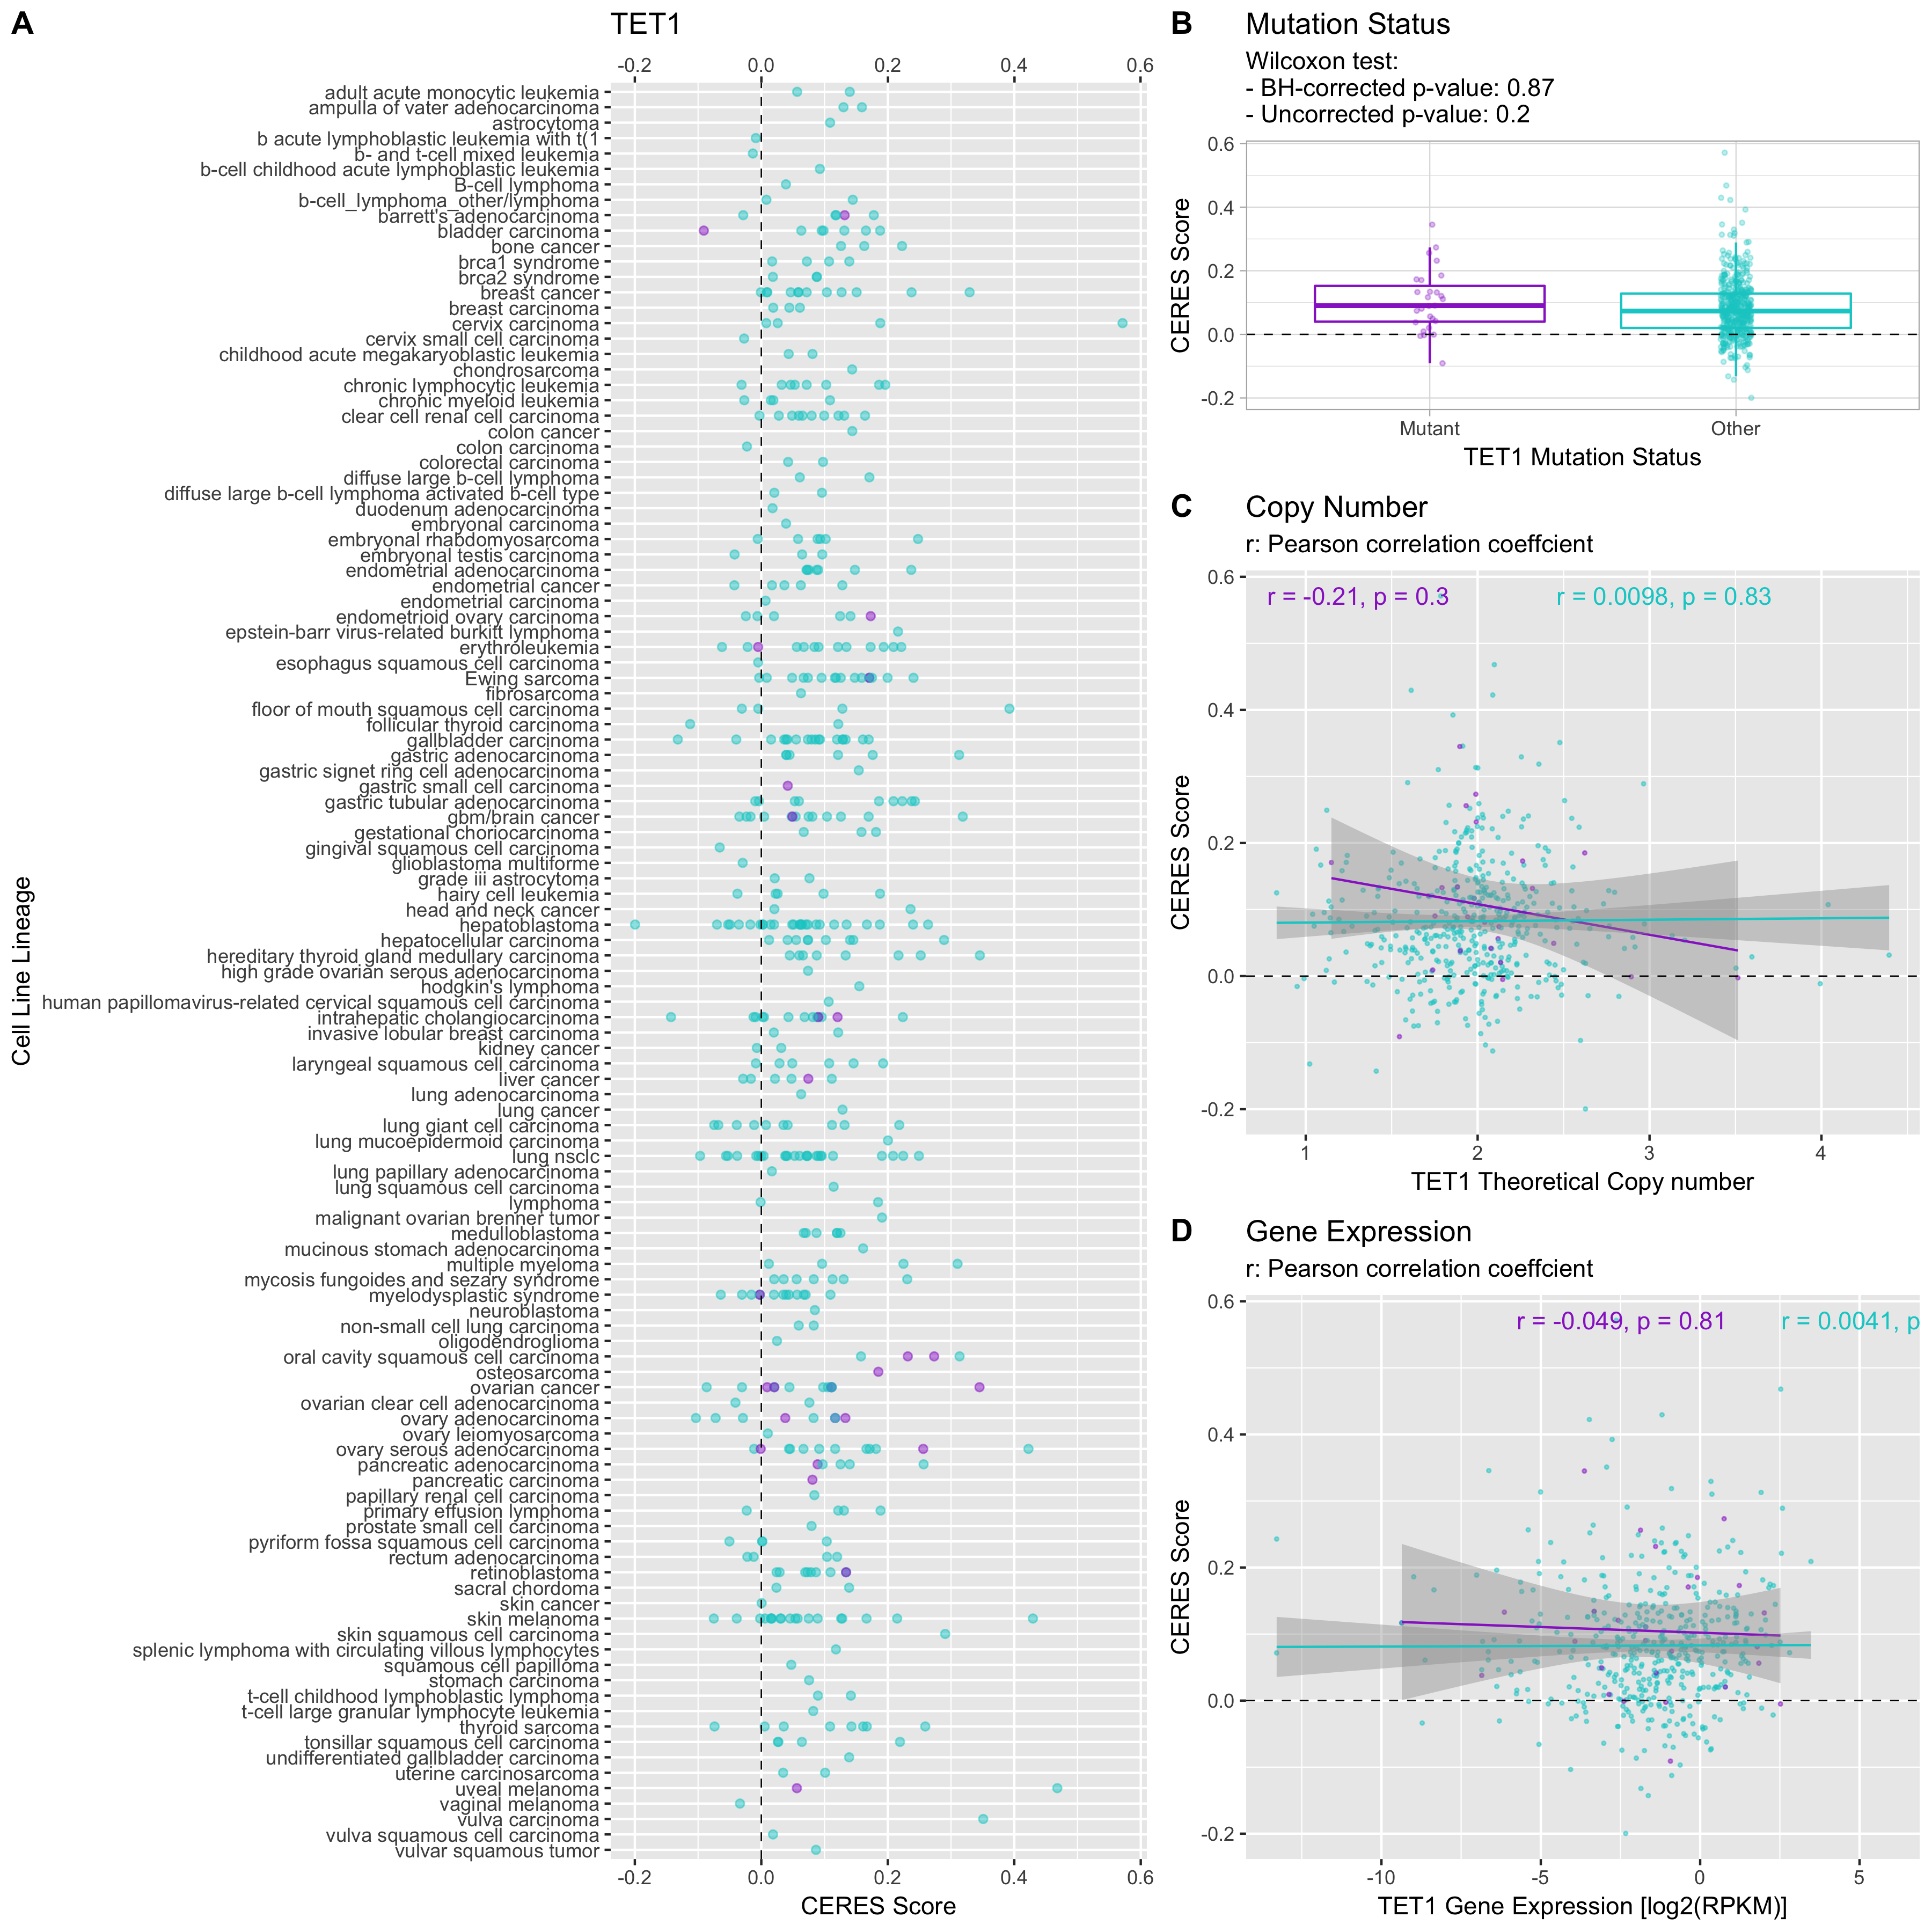 A
TET1
-0.2 0.0 0.2 0.4 0.6
adult acute monocytic leukemia
ampulla of vater adenocarcinoma
astrocytoma
b acute lymphoblastic leukemia with t(1
b- and t-cell mixed leukemia
b-cell childhood acute lymphoblastic leukemia
B-cell lymphoma
b-cell_lymphoma_other/lymphoma
barrett's adenocarcinoma
bladder carcinoma
bone cancer
brca1 syndrome
brca2 syndrome
breast cancer
breast carcinoma
cervix carcinoma
cervix small cell carcinoma
childhood acute megakaryoblastic leukemia
chondrosarcoma
chronic lymphocytic leukemia
chronic myeloid leukemia
clear cell renal cell carcinoma
colon cancer
colon carcinoma
colorectal carcinoma
diffuse large b-cell lymphoma
diffuse large b-cell lymphoma activated b-cell type
duodenum adenocarcinoma
embryonal carcinoma
embryonal rhabdomyosarcoma
embryonal testis carcinoma
endometrial adenocarcinoma
endometrial cancer
endometrial carcinoma
endometrioid ovary carcinoma
epstein-barr virus-related burkitt lymphoma
erythroleukemia
esophagus squamous cell carcinoma
Ewing sarcoma
fibrosarcoma
floor of mouth squamous cell carcinoma
follicular thyroid carcinoma
gallbladder carcinoma
gastric adenocarcinoma
gastric signet ring cell adenocarcinoma
gastric small cell carcinoma
gastric tubular adenocarcinoma
gbm/brain cancer
gestational choriocarcinoma
gingival squamous cell carcinoma
glioblastoma multiforme
grade iii astrocytoma
hairy cell leukemia
head and neck cancer
hepatoblastoma
hepatocellular carcinoma
hereditary thyroid gland medullary carcinoma
high grade ovarian serous adenocarcinoma
hodgkin's lymphoma
human papillomavirus-related cervical squamous cell carcinoma
intrahepatic cholangiocarcinoma
invasive lobular breast carcinoma
kidney cancer
laryngeal squamous cell carcinoma
liver cancer
lung adenocarcinoma
lung cancer
lung giant cell carcinoma
lung mucoepidermoid carcinoma
lung nsclc
lung papillary adenocarcinoma
lung squamous cell carcinoma
lymphoma
malignant ovarian brenner tumor
medulloblastoma
mucinous stomach adenocarcinoma
multiple myeloma
mycosis fungoides and sezary syndrome
myelodysplastic syndrome
neuroblastoma
non-small cell lung carcinoma
oligodendroglioma
oral cavity squamous cell carcinoma
osteosarcoma
ovarian cancer
ovarian clear cell adenocarcinoma
ovary adenocarcinoma
ovary leiomyosarcoma
ovary serous adenocarcinoma
pancreatic adenocarcinoma
pancreatic carcinoma
papillary renal cell carcinoma
primary effusion lymphoma
prostate small cell carcinoma
pyriform fossa squamous cell carcinoma
rectum adenocarcinoma
retinoblastoma
sacral chordoma
skin cancer
skin melanoma
skin squamous cell carcinoma
splenic lymphoma with circulating villous lymphocytes
squamous cell papilloma
stomach carcinoma
t-cell childhood lymphoblastic lymphoma
t-cell large granular lymphocyte leukemia
thyroid sarcoma
tonsillar squamous cell carcinoma
undifferentiated gallbladder carcinoma
uterine carcinosarcoma
uveal melanoma
vaginal melanoma
vulva carcinoma
vulva squamous cell carcinoma
vulvar squamous tumor
-0.2 0.0 0.2 0.4 0.6
CERES Score
Cell Line Lineage
B
Mutation Status
Wilcoxon test:
- BH-corrected p-value: 0.87
- Uncorrected p-value: 0.2
0.6
0.4
0.2
0.0
-0.2
CERES Score
Mutant Other
TET1 Mutation Status
C
Copy Number
r: Pearson correlation coeffcient
r = -0.21, p = 0.3 r = 0.0098, p = 0.83
0.6
0.4
0.2
0.0
-0.2
CERES Score
1 2 3 4
TET1 Theoretical Copy number
D
Gene Expression
r: Pearson correlation coeffcient
r = -0.049, p = 0.81 r = 0.0041, p
0.6
0.4
0.2
0.0
-0.2
CERES Score
-10 -5 0 5
TET1 Gene Expression [log2(RPKM)]